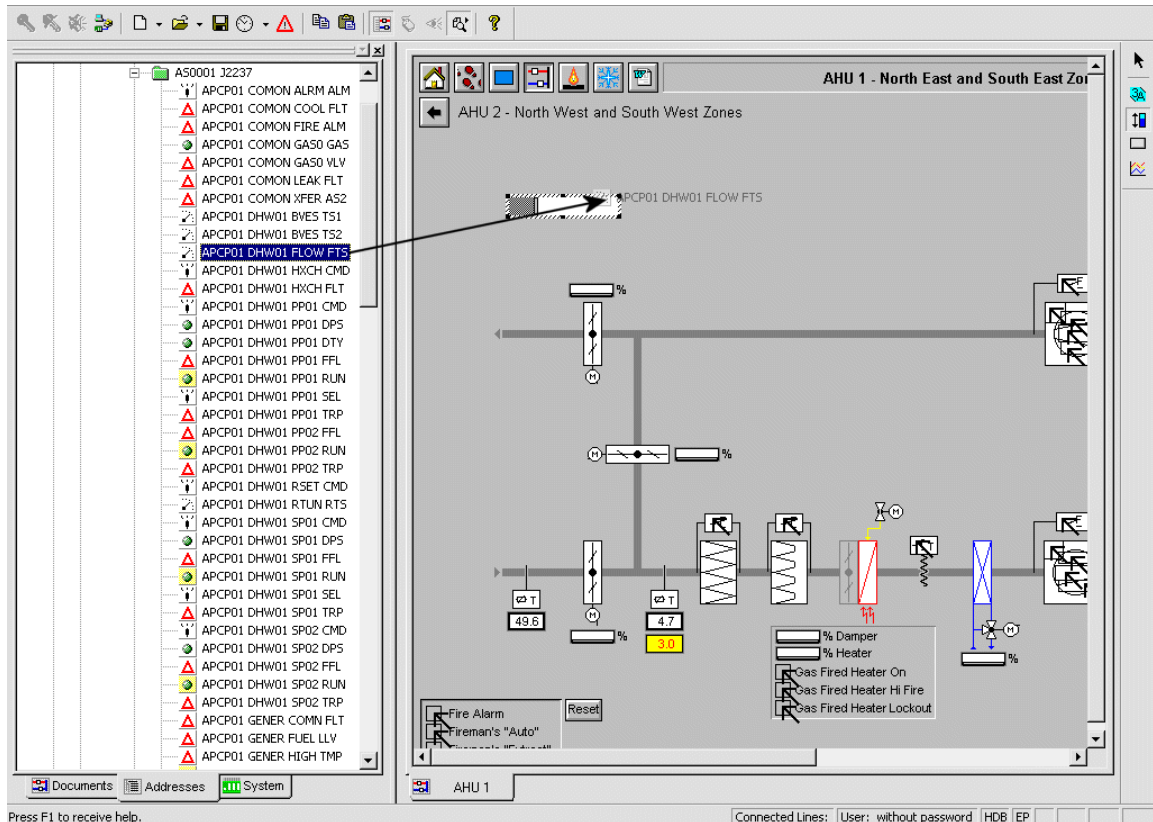 AS0001 J2237
APCP01 COMON ALRM ALM
APCP01 COMON COOL FLT
APCP01 COMON FIRE ALM
APCP01 COMON GAS0 GAS
APCP01 COMON GAS0 VLV
APCP01 COMON LEAK FLT
APCP01 COMON XFER AS2
APCP01 DHW01 BVES TS1
APCP01 DHW01 BVES TS2
APCP01 DHW01 FLOW FTS
APCP01 DHW01 HXCH CMD
APCP01 DHW01 HXCH FLT
APCP01 DHW01 PP01 CMD
APCP01 DHW01 PP01 DPS
APCP01 DHW01 PP01 DTY
APCP01 DHW01 PP01 FFL
APCP01 DHW01 PP01 RUN
APCP01 DHW01 PP01 SEL
APCP01 DHW01 PP01 TRP
APCP01 DHW01 PP02 FFL
APCP01 DHW01 PP02 RUN
APCP01 DHW01 PP02 TRP
APCP01 DHW01 RSET CMD
APCP01 DHW01 RTUN RTS
APCP01 DHW01 SP01 CMD
APCP01 DHW01 SP01 DPS
APCP01 DHW01 SP01 FFL
APCP01 DHW01 SP01 RUN
APCP01 DHW01 SP01 SEL
APCP01 DHW01 SP01 TRP
APCP01 DHW01 SP02 CMD
APCP01 DHW01 SP02 DPS
APCP01 DHW01 SP02 FFL
APCP01 DHW01 SP02 RUN
APCP01 DHW01 SP02 TRP
APCP01 GENER COMN FLT
APCP01 GENER FUEL LLV
APCP01 GENER HIGH TMP
Documents
Addresses
System
AHU 1 - North East and South East Zo
AHU 2 - North West and South West Zones
APCP01 DHW01 FLOW FTS
%
M
M
%
M
T
49.6
M
%
T
4.7
3.0
M
%
% Damper
% Heater
Gas Fired Heater On
Gas Fired Heater Hi Fire
Gas Fired Heater Lockout
Fire Alarm
Fireman's "Auto"
Reset
AHU 1
Press F1 to receive help.
Connected Lines:
User: without password
HDB
EP